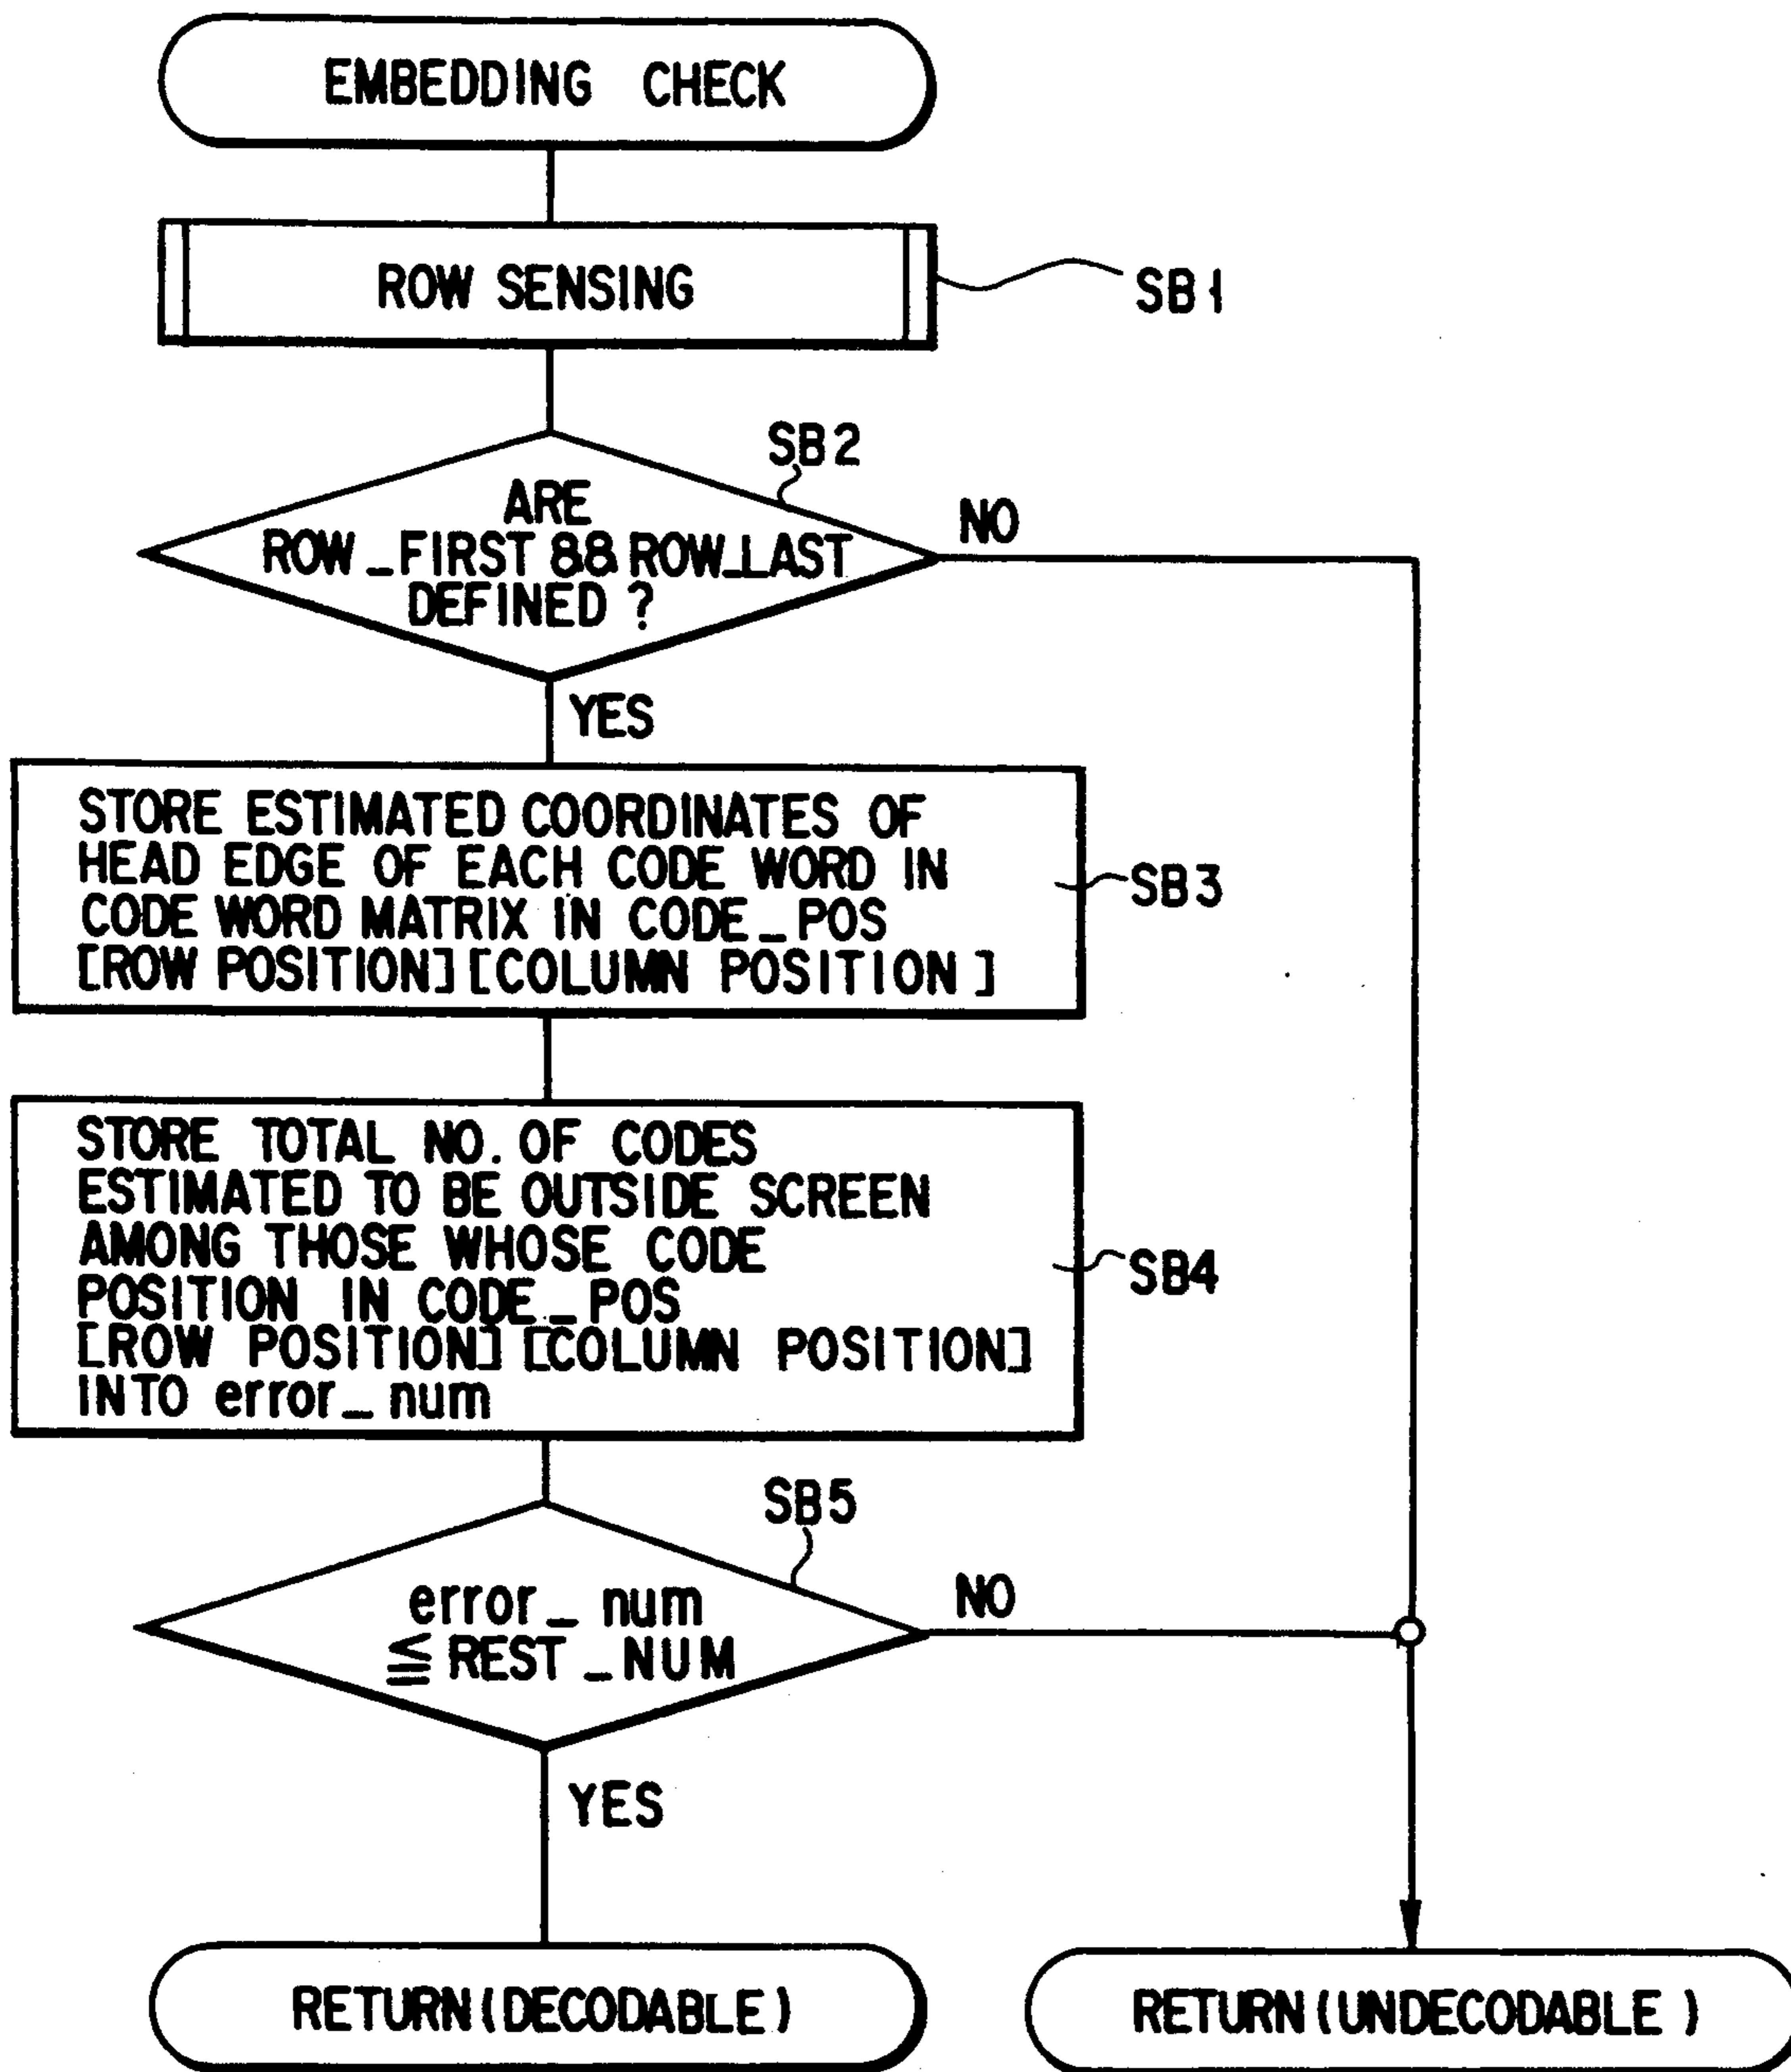 EMBEDDING CHECK
ROW SENSING
SB1
SB2
ARE
ROW_FIRST && ROW_LAST
DEFINED ?
NO
YES
STORE ESTIMATED COORDINATES OF
HEAD EDGE OF EACH CODE WORD IN
CODE WORD MATRIX IN CODE_POS
[ROW POSITION][COLUMN POSITION]
SB3
STORE TOTAL NO. OF CODES
ESTIMATED TO BE OUTSIDE SCREEN
AMONG THOSE WHOSE CODE
POSITION IN CODE_POS
[ROW POSITION][COLUMN POSITION]
INTO error_num
SB4
SB5
error_num
≦ REST_NUM
NO
YES
RETURN(DECODABLE)
RETURN(UNDECODABLE)